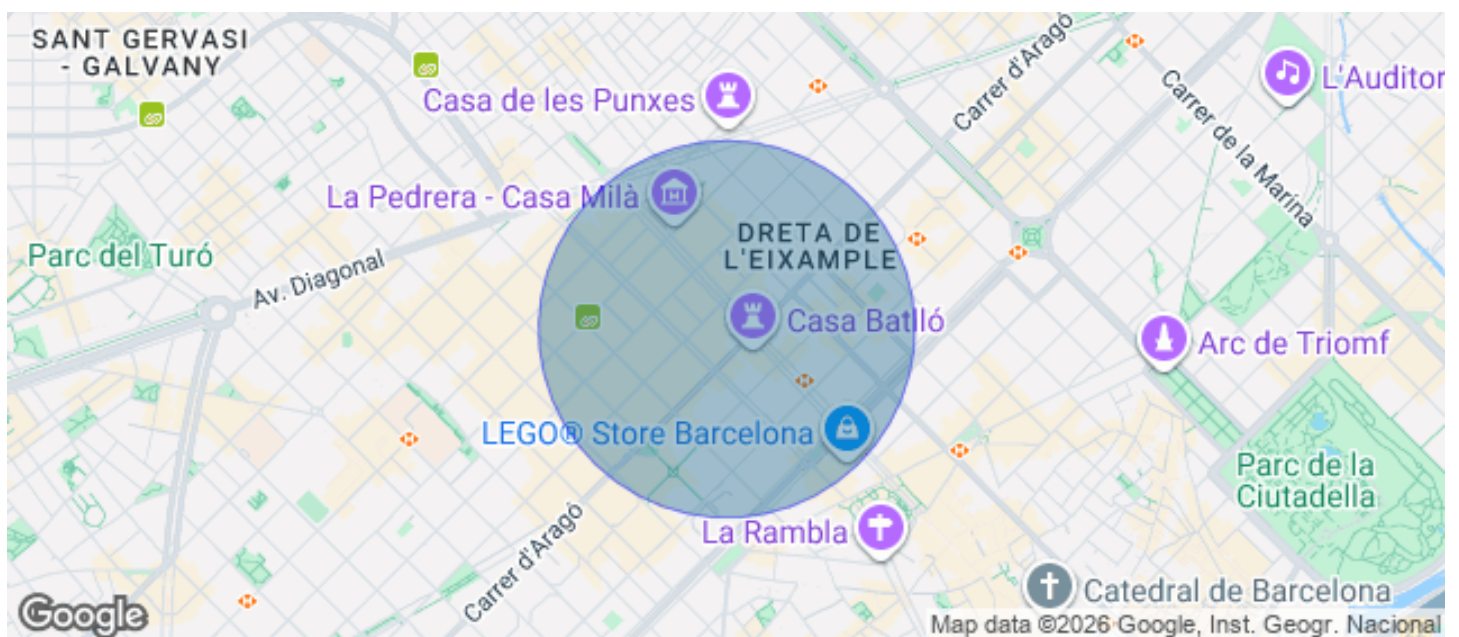 SANT GERVASI
- GALVANY
Casa de les Punxes
Carrer d'Aragó
L'Auditor
Carrer de la Marina
La Pedrera - Casa Milà
DRETA DE
L'EIXAMPLE
Parc del Turó
Av. Diagonal
Casa Batlló
Arc de Triomf
LEGO® Store Barcelona
Parc de la
Ciutadella
La Rambla
Carrer d'Aragó
Catedral de Barcelona
Google
Map data ©2026 Google, Inst. Geogr. Nacional